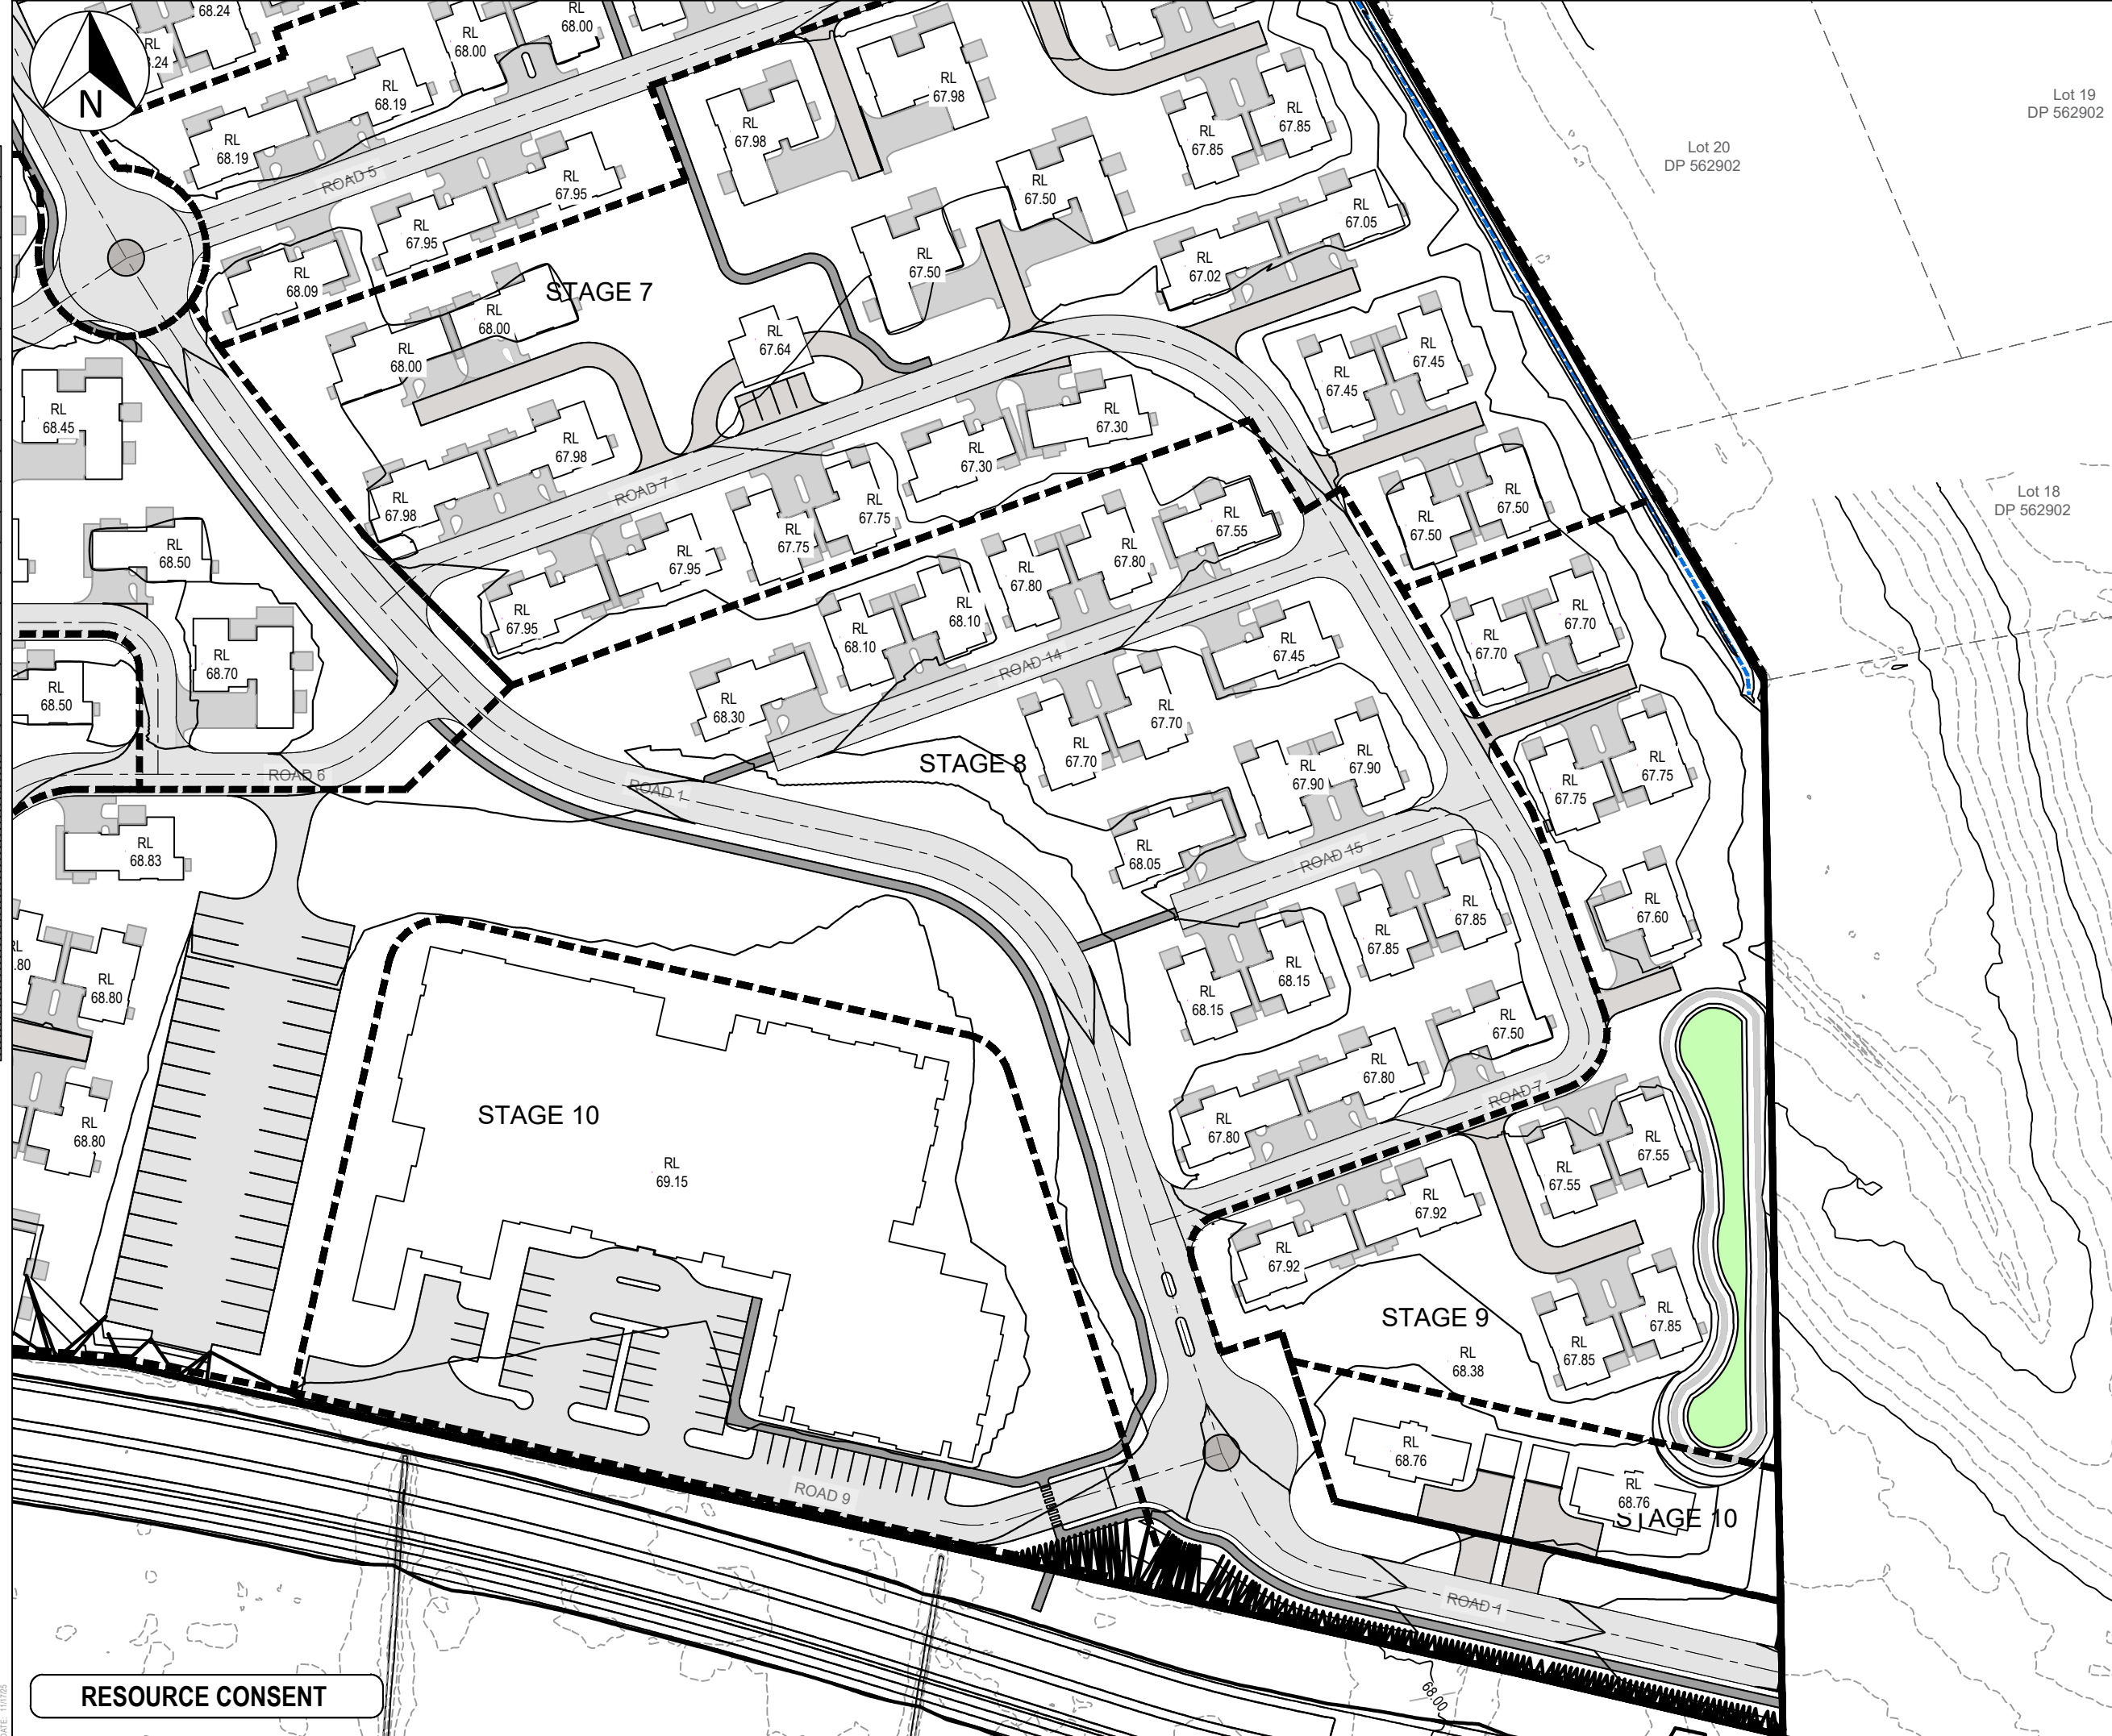 68.24
RL
68.00
RL
68.00
RL
N
RL
68.19
RL
67.98
Lot 19
DP 562902
RL
67.85
RL
67.98
RL
67.85
RL
68.19
Lot 20
DP 562902
ROAD 5
RL
67.95
RL
67.50
RL
67.05
RL
67.95
RL
67.50
RL
67.02
RL
68.09
STAGE 7
RL
68.00
RL
67.64
RL
68.00
RL
67.45
RL
67.45
RL
68.45
RL
67.30
RL
67.30
RL
67.98
ROAD 7
RL
67.98
RL
67.75
RL
67.75
RL
67.55
RL
67.50
RL
67.50
Lot 18
DP 562902
RL
68.50
RL
67.95
RL
67.80
RL
67.80
RL
67.95
RL
68.10
RL
68.10
RL
67.70
RL
67.70
RL
68.70
ROAD 14
RL
67.45
RL
68.50
RL
68.30
RL
67.70
RL
67.70
STAGE 8
RL
67.90
RL
67.90
RL
67.75
RL
67.75
ROAD 6
ROAD 1
RL
68.83
RL
68.05
ROAD 15
RL
67.60
RL
67.85
RL
67.85
RL
68.80
RL
68.15
RL
68.15
RL
67.50
RL
67.80
ROAD 7
STAGE 10
RL
68.80
RL
67.80
RL
67.55
RL
67.55
RL
69.15
RL
67.92
RL
67.92
STAGE 9
RL
67.85
RL
67.85
RL
68.38
RL
68.76
RL
68.76
STAGE 10
ROAD 9
ROAD 1
68.00
RESOURCE CONSENT